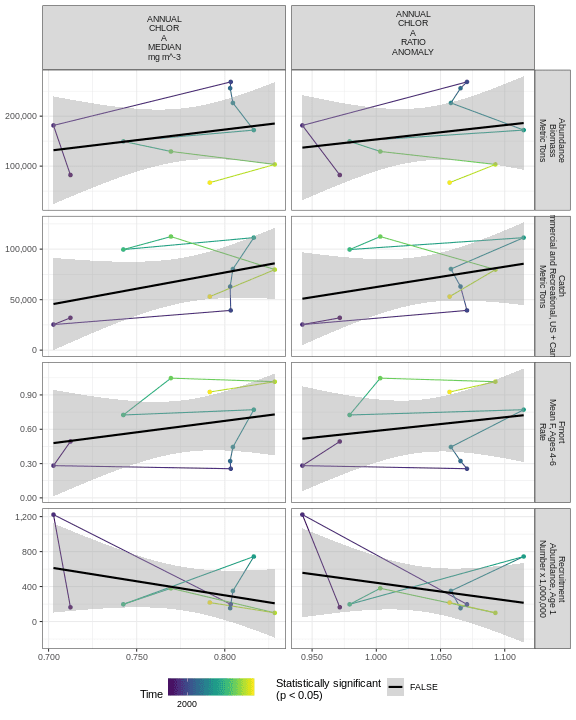 ANNUAL
CHLOR
A
MEDIAN
mg m^-3
ANNUAL
CHLOR
A
RATIO
ANOMALY
200,000
100,000
Abundance
Biomass
Metric Tons
100,000
50,000
0
Catch
mmercial and Recreational, US + Can
Metric Tons
0.90
0.60
0.30
0.00
Fmort
Mean F, Ages 4-6
Rate
1,200
800
400
0
Recruitment
Abundance, Age 1
Number x 1,000,000
0.700 0.750 0.800
0.950 1.000 1.050 1.100
Time
2000
Statistically significant
(p < 0.05)
FALSE